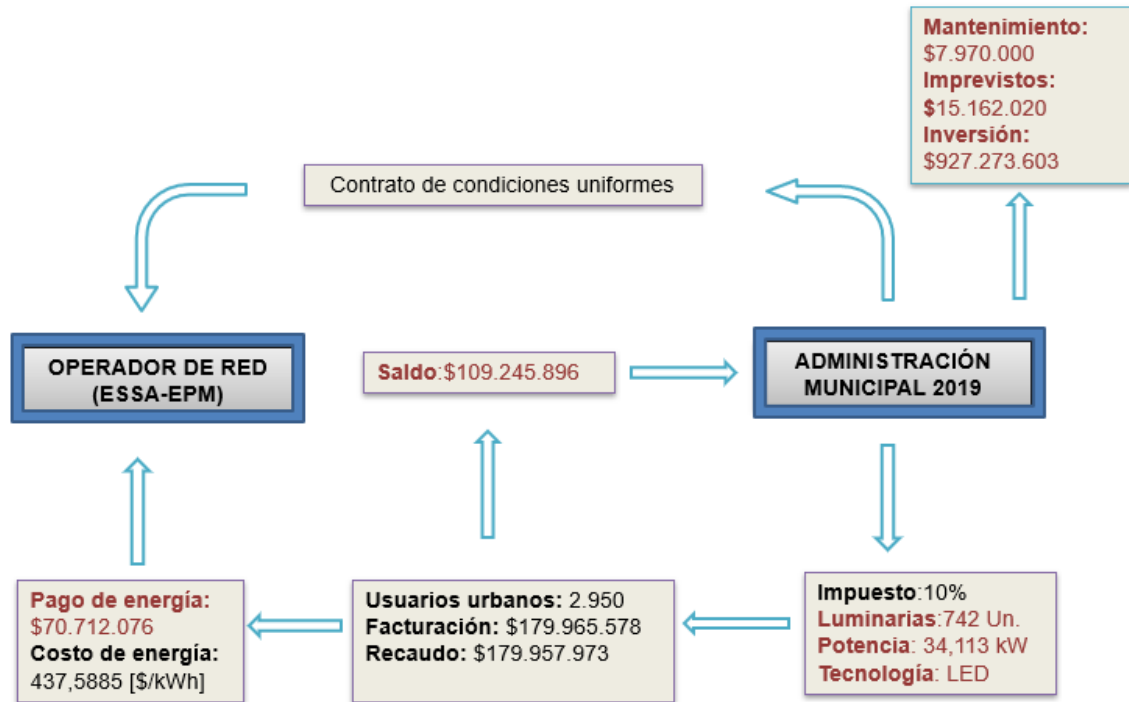 Mantenimiento:
$7.970.000
Imprevistos:
$15.162.020
Inversión:
$927.273.603
Contrato de condiciones uniformes
OPERADOR DE RED
(ESSA-EPM)
Saldo:$109.245.896
ADMINISTRACIÓN
MUNICIPAL 2019
Pago de energía:
$70.712.076
Costo de energía:
437,5885 [$/kWh]
Usuarios urbanos: 2.950
Facturación: $179.965.578
Recaudo: $179.957.973
Impuesto:10%
Luminarias:742 Un.
Potencia: 34,113 kW
Tecnología: LED